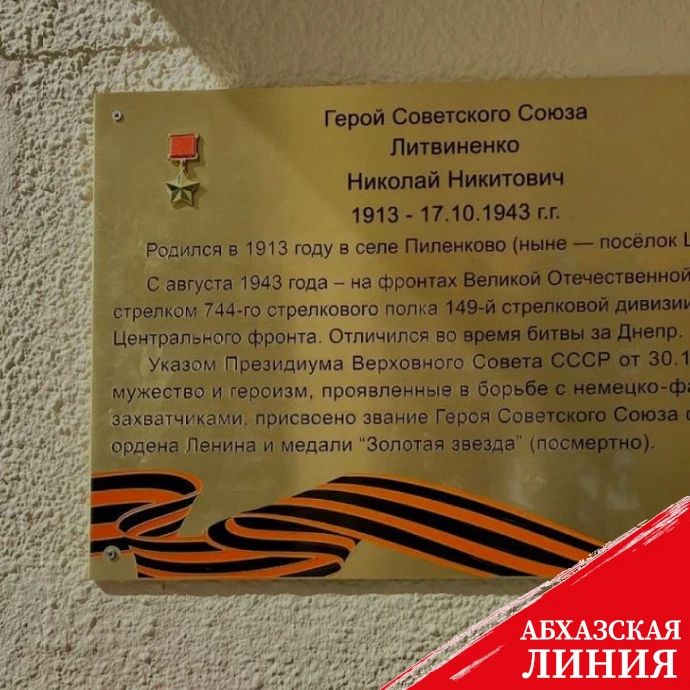 Герой Советского Союза
Литвиненко
Николай Никитович
1913 - 17.10.1943 г.г.
Родился в 1913 году в селе Пиленково (ныне — посёлок
С августа 1943 года – на фронтах Великой Отечественной
стрелком 744-го стрелкового полка 149-й стрелковой дивизии
Центрального фронта. Отличился во время битвы за Днепр.
Указом Президиума Верховного Совета СССР от 30.1
мужество и героизм, проявленные в борьбе с немецко-фа
захватчиками, присвоено звание Героя Советского Союза
ордена Ленина и медали “Золотая звезда” (посмертно).
АБХАЗСКАЯ
ЛИНИЯ